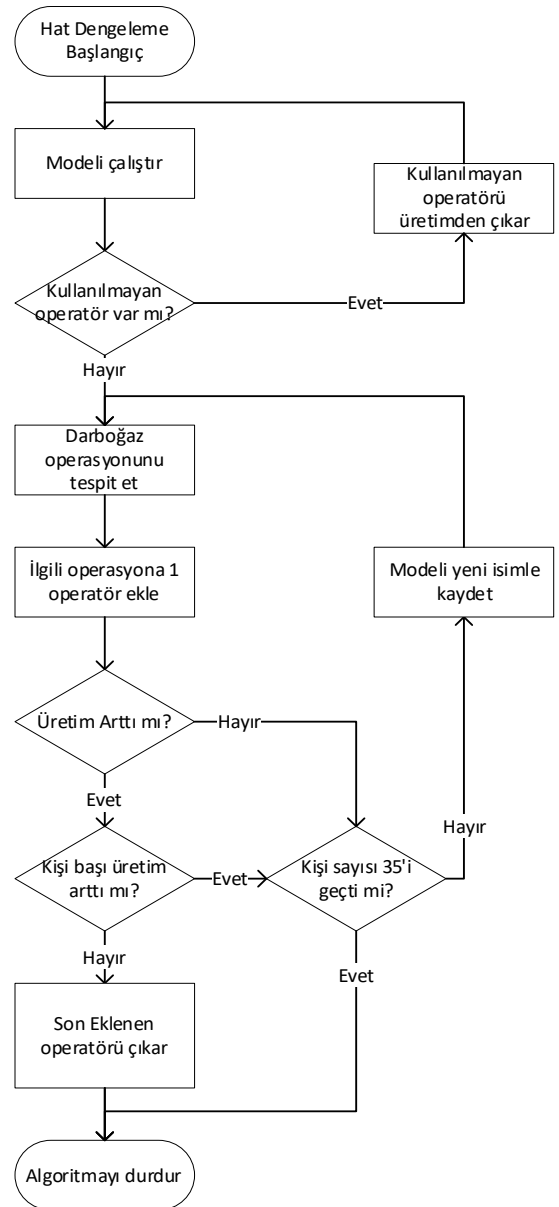 Hat Dengeleme
Başlangıç
Modeli çalıştır
Kullanılmayan
operatörü
üretimden çıkar
Kullanılmayan
operatör var mı?
Evet
Hayır
Darboğaz
operasyonunu
tespit et
İlgili operasyona 1
operatör ekle
Modeli yeni isimle
kaydet
Üretim Arttı mı?
Hayır
Evet
Hayır
Kişi başı üretim
arttı mı?
Evet
Kişi sayısı 35'i
geçti mi?
Hayır
Evet
Son Eklenen
operatörü çıkar
Algoritmayı durdur